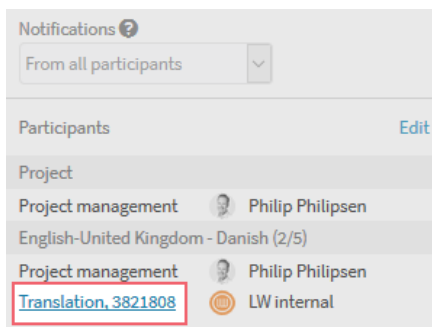 Notifications ?
From all participants
Participants Edit
Project
Project management Philip Philipsen
English-United Kingdom - Danish (2/5)
Project management Philip Philipsen
Translation, 3821808 LW internal